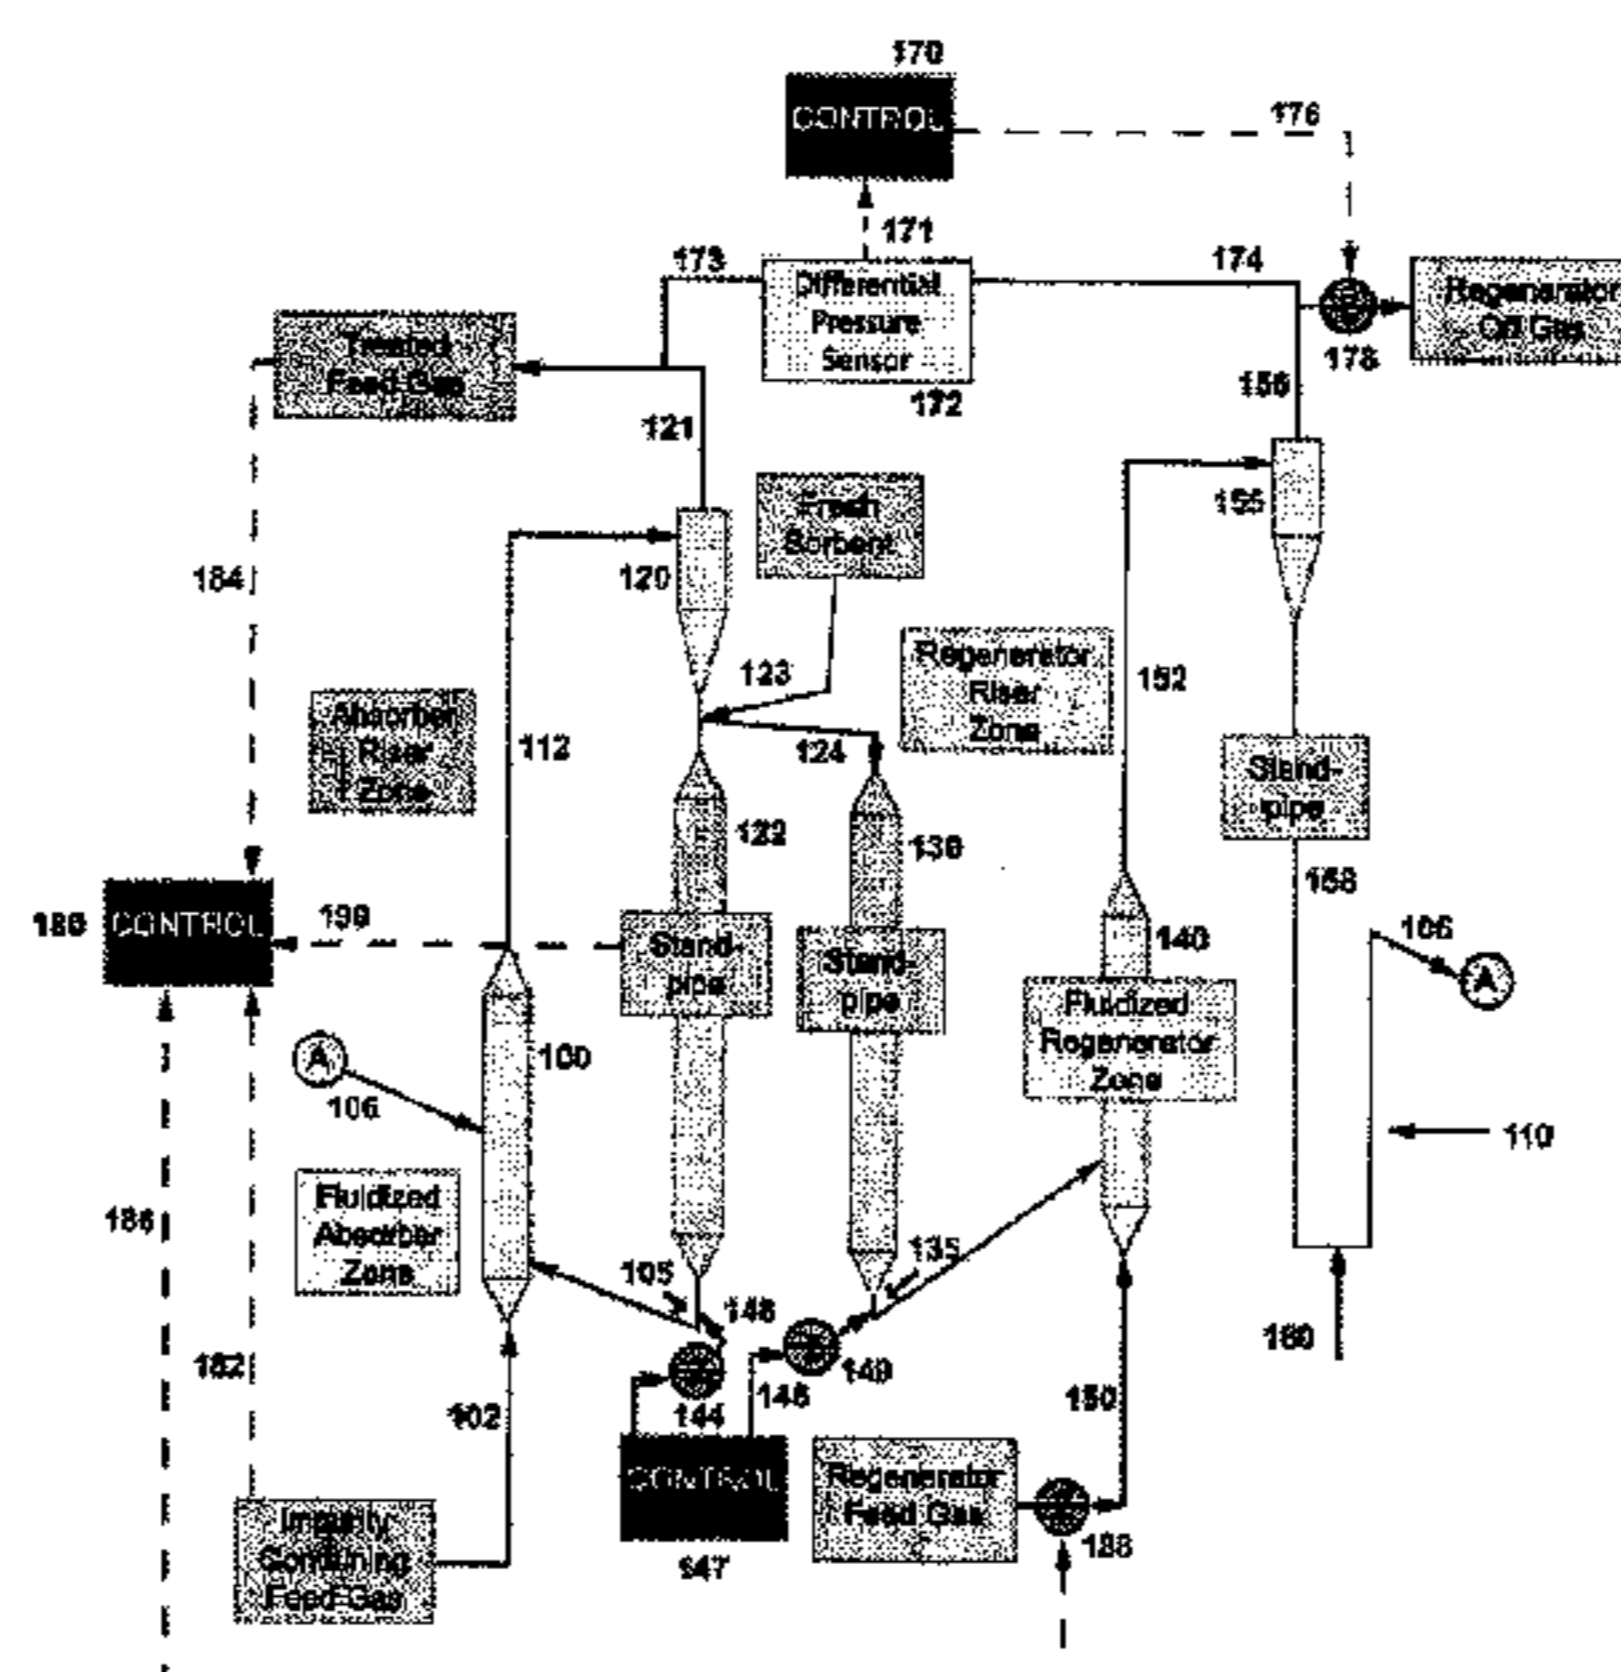 170
CONTROL
176
171
173
Differential
Pressure
Sensor
172
174
178
Regenerator
Off Gas
Treated
Feed Gas
121
156
155
Fresh
Sorbent
184
120
123
Regenerator
Riser
Zone
152
Absorber
Riser
Zone
112
124
Stand-
pipe
122
130
158
180
CONTROL
190
Stand-
pipe
Stand-
pipe
140
106
A
Fluidized
Regenerator
Zone
A
100
106
110
186
Fluidized
Absorber
Zone
105
135
146
149
160
182
102
144
148
150
CONTROL
147
Regenerator
Feed Gas
188
Impurity
Containing
Feed Gas